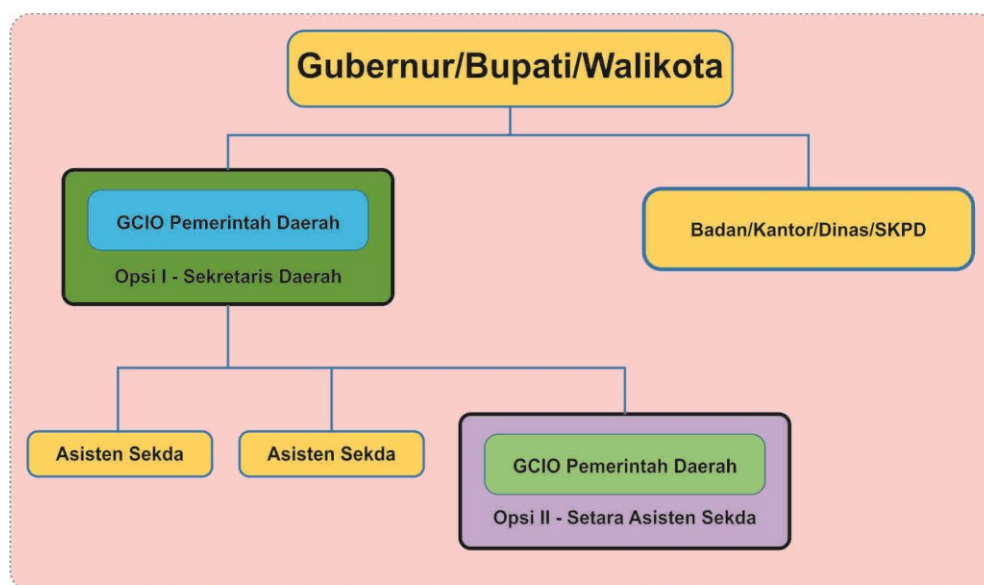 Gubernur/Bupati/Walikota
GCIO Pemerintah Daerah
Opsi I - Sekretaris Daerah
Badan/Kantor/Dinas/SKPD
Asisten Sekda
Asisten Sekda
GCIO Pemerintah Daerah
Opsi II - Setara Asisten Sekda